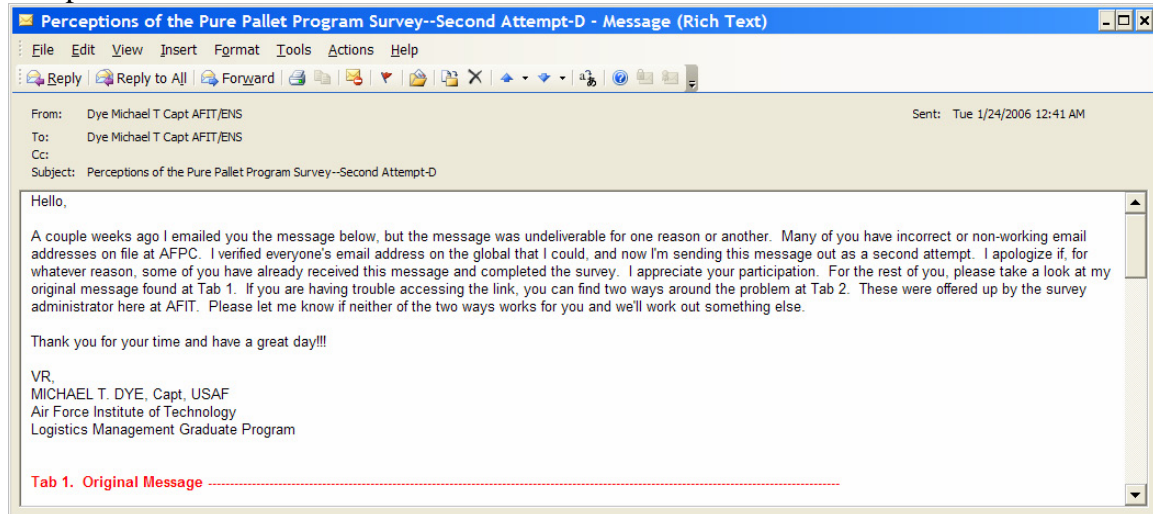 Perceptions of the Pure Pallet Program Survey--Second Attempt-D - Message (Rich Text)
File Edit View Insert Format Tools Actions Help
Reply Reply to All Forward
From: Dye Michael T Capt AFIT/ENS Sent: Tue 1/24/2006 12:41 AM
To: Dye Michael T Capt AFIT/ENS
Cc:
Subject: Perceptions of the Pure Pallet Program Survey--Second Attempt-D
Hello,
A couple weeks ago I emailed you the message below, but the message was undeliverable for one reason or another. Many of you have incorrect or non-working email
addresses on file at AFPC. I verified everyone's email address on the global that I could, and now I'm sending this message out as a second attempt. I apologize if, for
whatever reason, some of you have already received this message and completed the survey. I appreciate your participation. For the rest of you, please take a look at my
original message found at Tab 1. If you are having trouble accessing the link, you can find two ways around the problem at Tab 2. These were offered up by the survey
administrator here at AFIT. Please let me know if neither of the two ways works for you and we'll work out something else.
Thank you for your time and have a great day!!!
VR,
MICHAEL T. DYE, Capt, USAF
Air Force Institute of Technology
Logistics Management Graduate Program
Tab 1. Original Message ----------------------------------------------------------------------------------------------------------------------------------